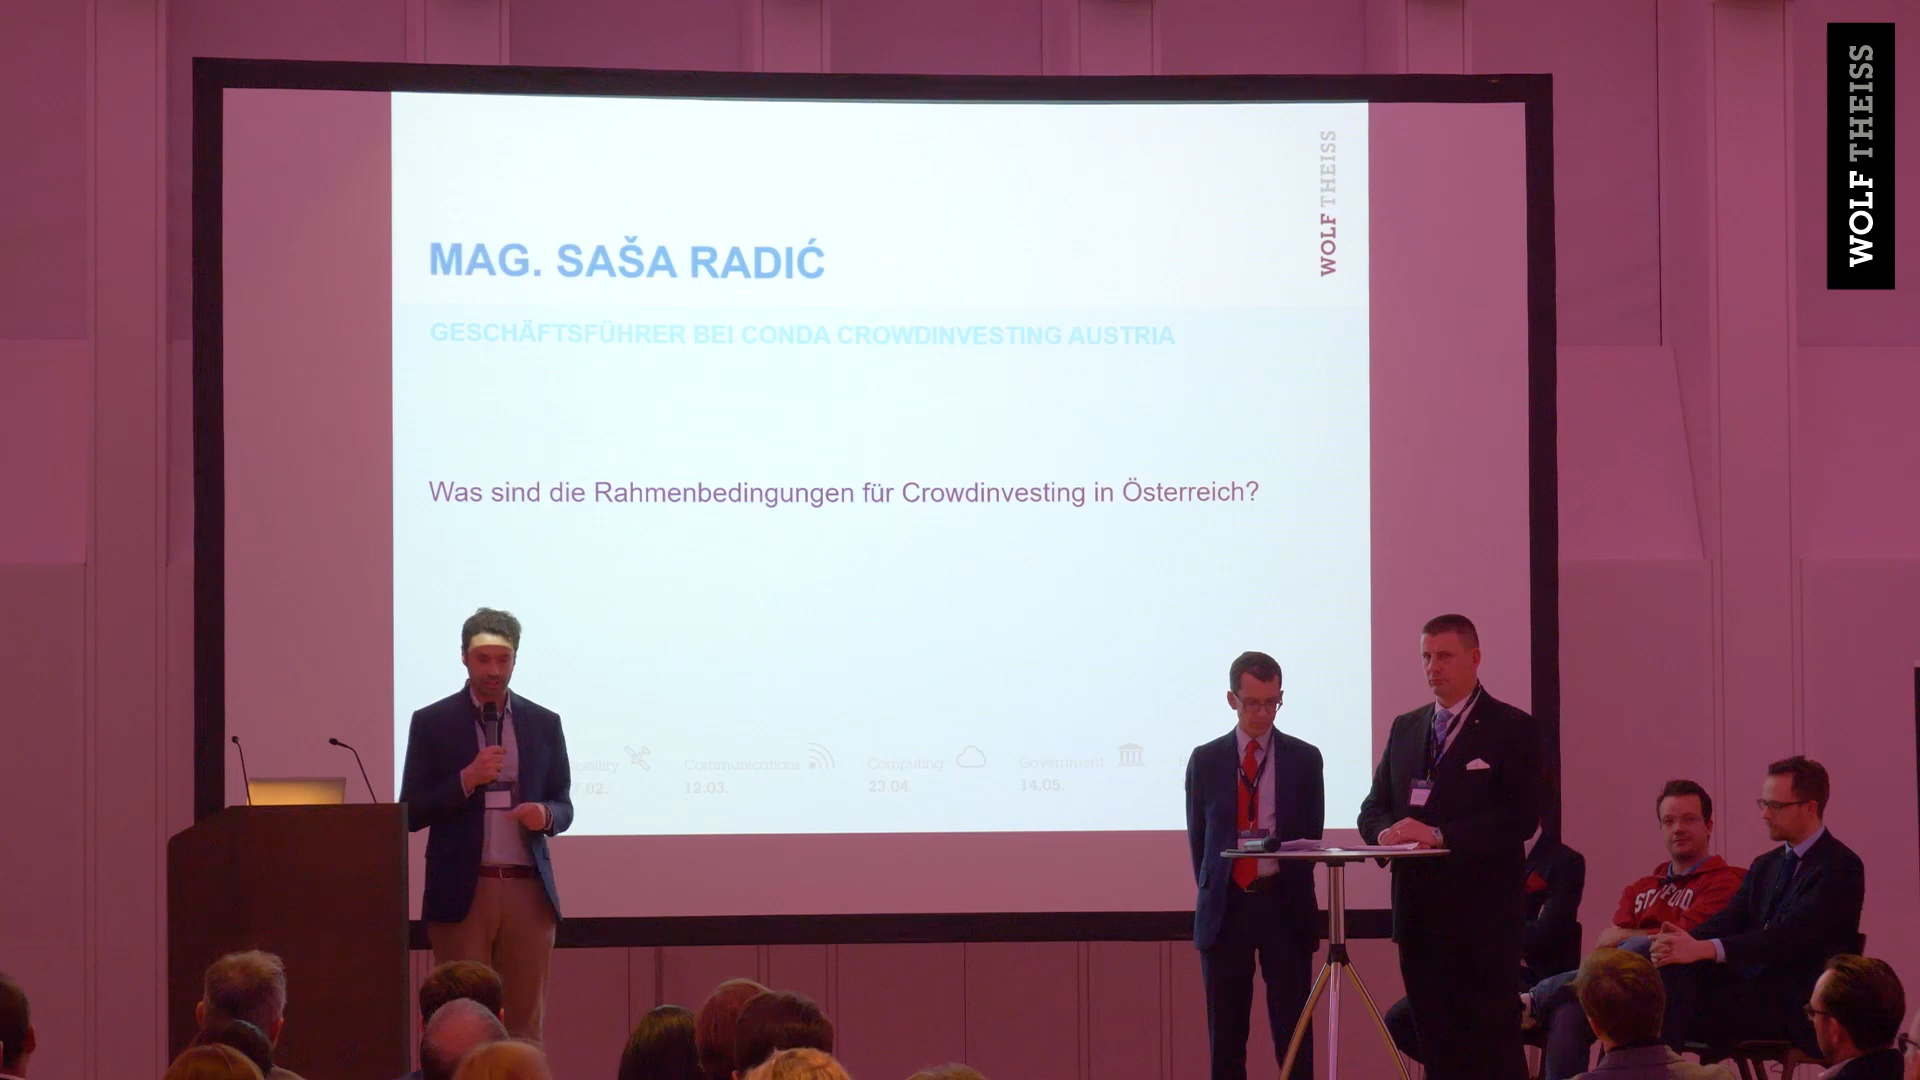 WOLF THEISS
WOLF THEISS
MAG. SAŠA RADIĆ
GESCHÄFTSFÜHRER BEI CONDA CROWDINVESTING AUSTRIA
Was sind die Rahmenbedingungen für Crowdinvesting in Österreich?
Communications
12.03.
Computing
23.04.
Government
14.05.